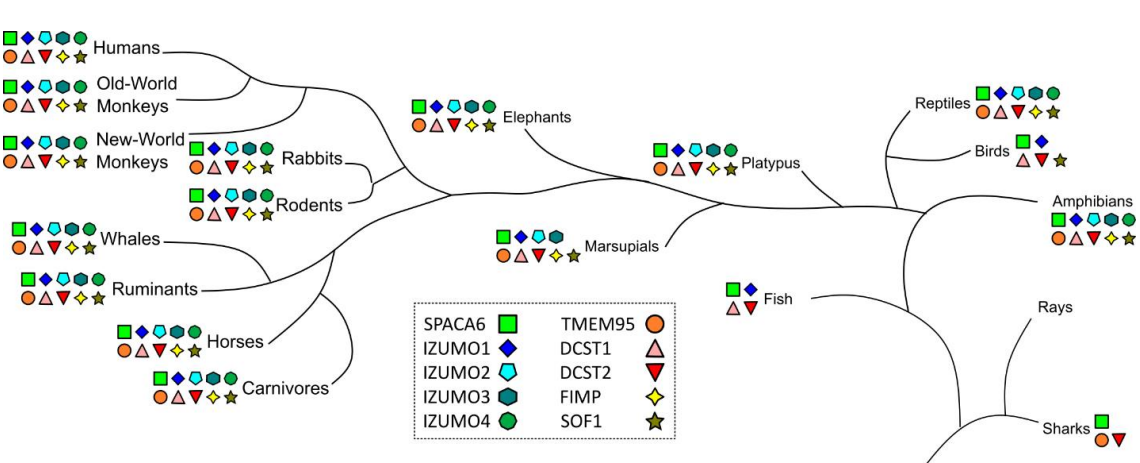 Humans
Old-World
Monkeys
New-World
Monkeys
Rabbits
Rodents
Whales
Ruminants
Horses
Carnivores
Elephants
Marsupials
Platypus
Reptiles
Birds
Amphibians
Fish
Rays
Sharks
SPACA6 TMEM95
IZUMO1 DCST1
IZUMO2 DCST2
IZUMO3 FIMP
IZUMO4 SOF1